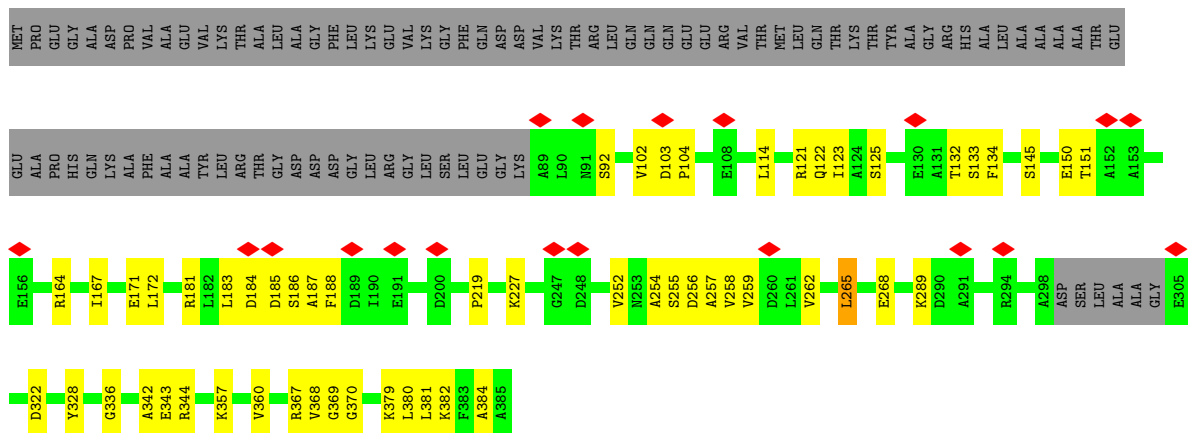 MET PRO GLU GLY ALA ASP PRO VAL ALA GLU VAL LYS THR ALA LEU ALA GLY PHE LEU LYS GLU VAL LYS GLY PHE GLN ASP ASP VAL LYS THR ARG LEU GLN GLN GLN GLU GLU ARG VAL THR MET LEU GLN THR LYS THR TYR ALA GLY ARG HIS ALA LEU ALA ALA ALA ALA THR GLU
GLU ALA PRO HIS GLN LYS ALA PHE ALA ALA TYR LEU ARG THR GLY ASP ASP ASP GLY LEU ARG GLY LEU SER LEU GLU GLY LYS A89 L90 N91 S92 V102 D103 P104 E108 L114 R121 Q122 I123 A124 S125 E130 A131 T132 S133 F134 S145 E150 T151 A152 A153
E156 R164 I167 E171 L172 R181 L182 L183 D184 D185 S186 A187 F188 D189 I190 E191 D200 P219 K227 G247 D248 V252 N253 A254 S255 D256 A257 V258 V259 D260 L261 V262 L265 E268 K289 D290 A291 R294 A298 ASP SER LEU ALA ALA GLY E305
D322 Y328 G336 A342 E343 R344 K357 V360 R367 V368 G369 G370 K379 L380 L381 K382 F383 A384 A385